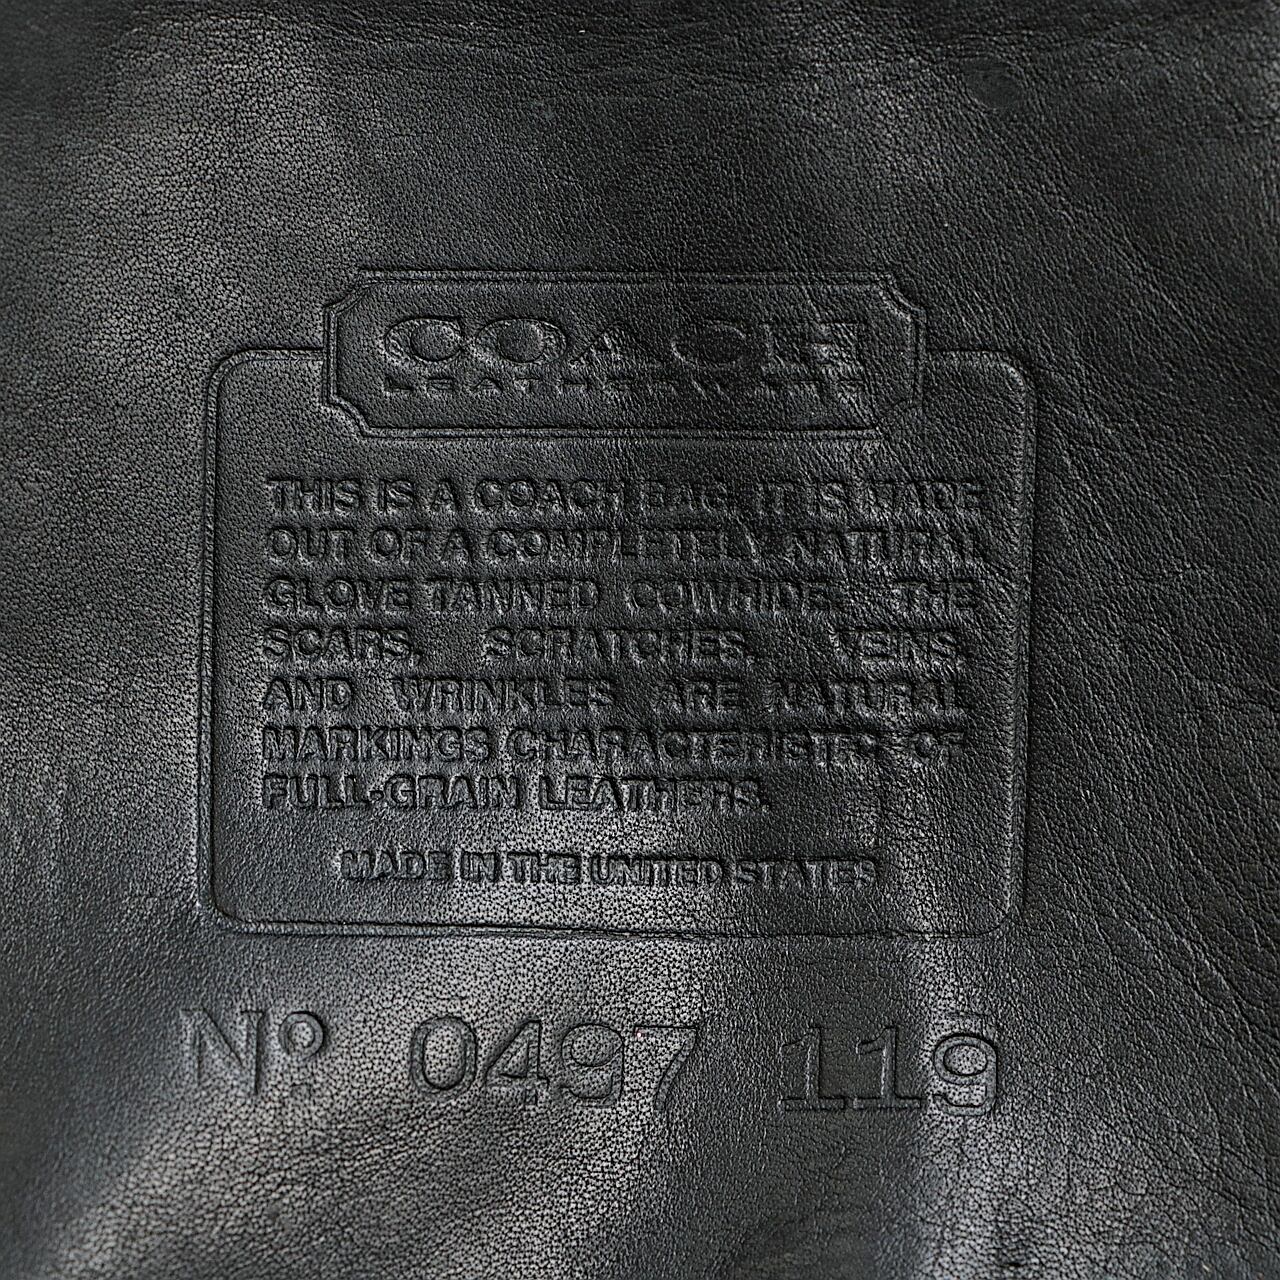 COACH
LEATHERWARE
THIS IS A COACH BAG. IT IS MADE
OUT OF A COMPLETELY NATURAL
GLOVE TANNED COWHIDE. THE
SCARS, SCRATCHES, VEINS,
AND WRINKLES ARE NATURAL
MARKINGS CHARACTERISTIC OF
FULL-GRAIN LEATHERS.
MADE IN THE UNITED STATES
Nº 0497 119